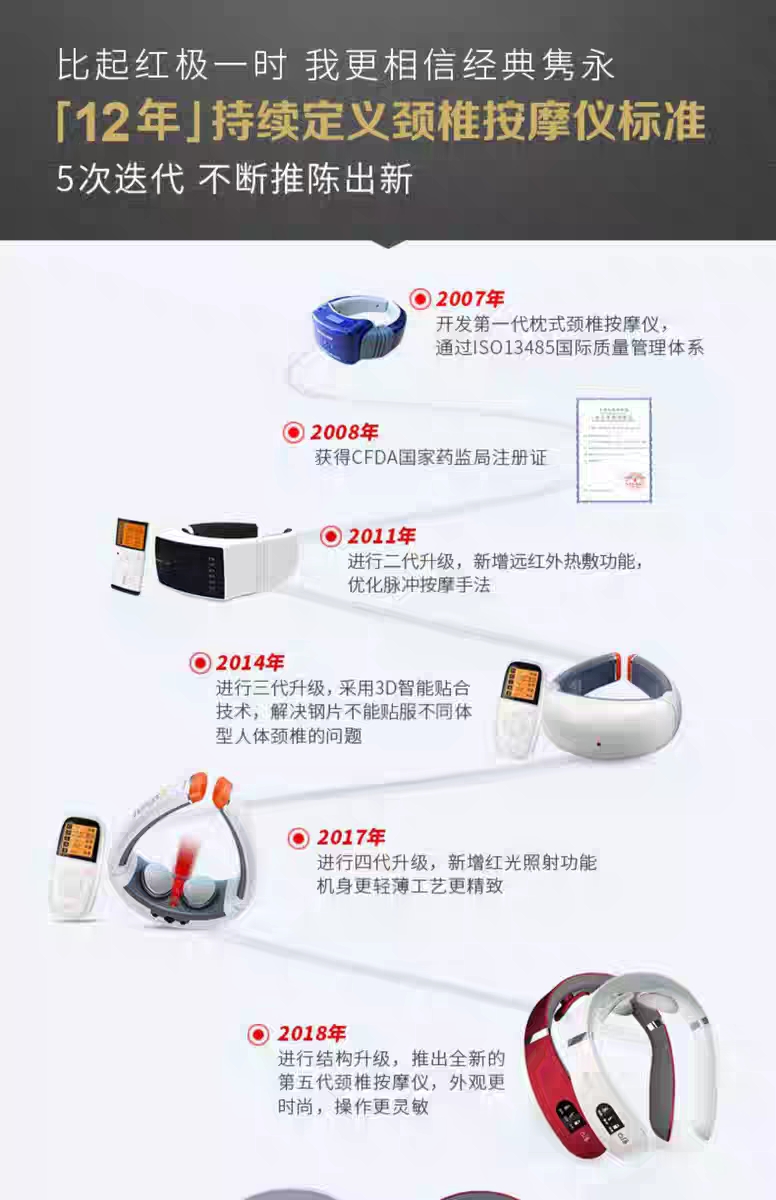 比起红极一时 我更相信经典隽永
「12年」持续定义颈椎按摩仪标准
5次迭代 不断推陈出新
2007年
开发第一代枕式颈椎按摩仪，
通过ISO13485国际质量管理体系
2008年
获得CFDA国家药监局注册证
2011年
进行二代升级，新增远红外热敷功能，
优化脉冲按摩手法
2014年
进行三代升级，采用3D智能贴合
技术，解决钢片不能贴服不同体
型人体颈椎的问题
2017年
进行四代升级，新增红光照射功能
机身更轻薄工艺更精致
2018年
进行结构升级，推出全新的
第五代颈椎按摩仪，外观更
时尚，操作更灵敏